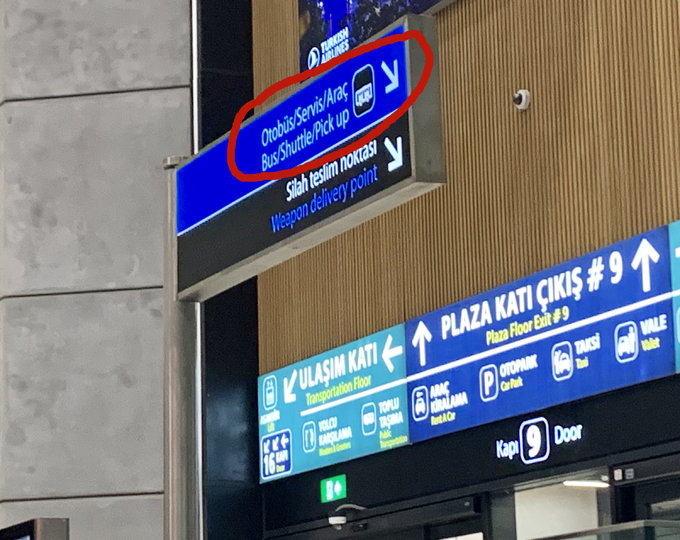 TURKISH
AIRLINES
Otobüs/Servis/Araç
Bus/Shuttle/Pick up
Silah teslim noktası
Weapon delivery point
PLAZA KATI ÇIKIŞ # 9
Plaza Floor Exit # 9
ARAÇ
KİRALAMA
Rent A Car
P
OTOPARK
Car Park
TAKSİ
Taxi
VALE
Valet
ULAŞIM KATI
Transportation Floor
ASANSÖR
Lift
16 KAPI
YOLCU
KARŞILAMA
TOPLU
TAŞIMA
Public
Transportation
Kapı 9 Door